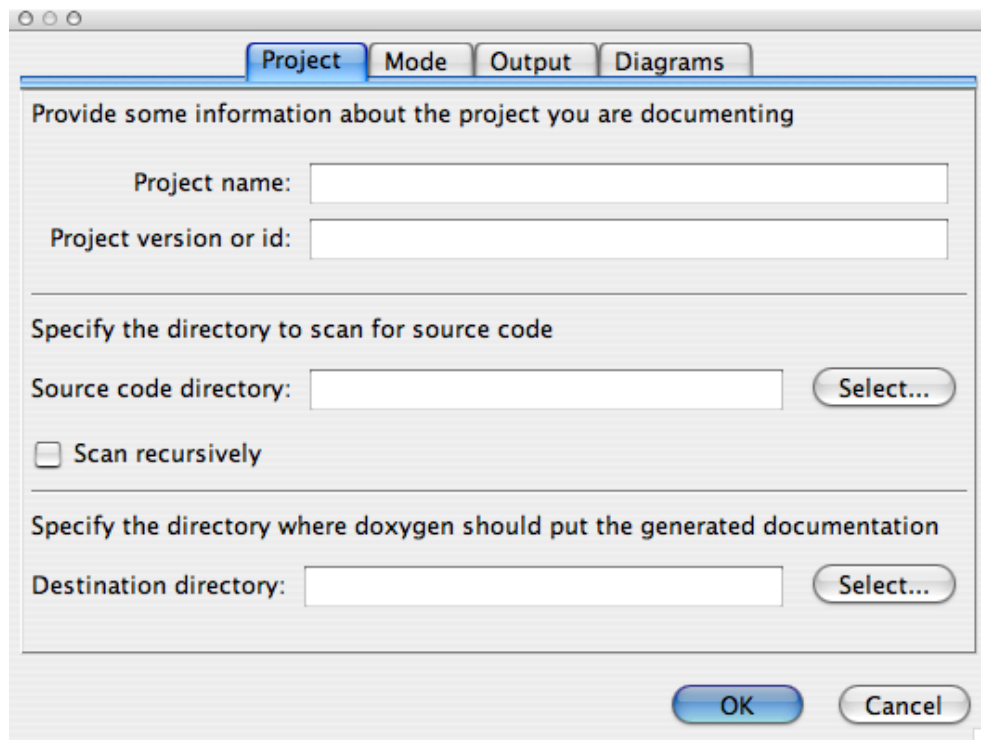 Project Mode Output Diagrams
Provide some information about the project you are documenting
Project name:
Project version or id:
Specify the directory to scan for source code
Source code directory: Select...
Scan recursively
Specify the directory where doxygen should put the generated documentation
Destination directory: Select...
OK Cancel